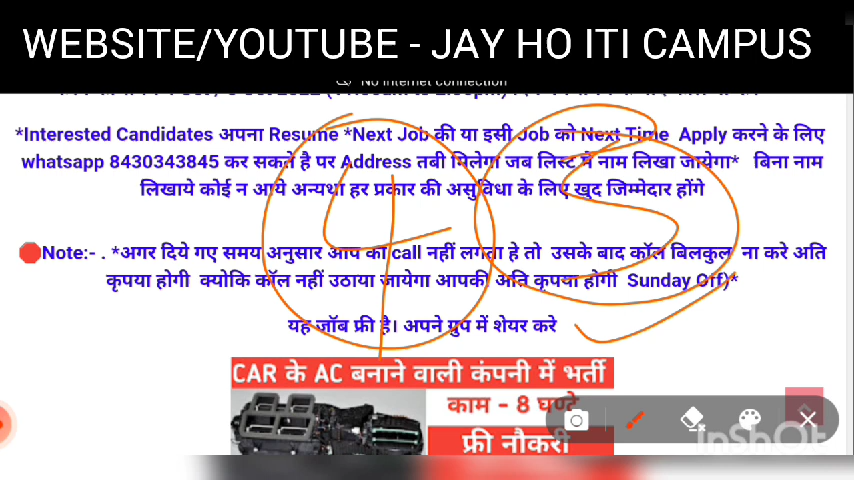 WEBSITE/YOUTUBE - JAY HO ITI CAMPUS
No internet connection
*Interested Candidates अपना Resume *Next Job की या इसी Job को Next Time Apply करने के लिए
whatsapp 8430343845 कर सकते है पर Address तबी मिलेगा जब लिस्ट में नाम लिखा जायेगा* बिना नाम
लिखाये कोई न आये अन्यथा हर प्रकार की असुविधा के लिए खुद जिम्मेदार होंगे
Note:- . *अगर दिये गए समय अनुसार आप का call नहीं लगता हे तो उसके बाद कॉल बिलकुल ना करे अति
कृपया होगी क्योकि कॉल नहीं उठाया जायेगा आपकी अति कृपया होगी Sunday Off)*
यह जॉब फ्री है। अपने ग्रुप में शेयर करे
4 5
CAR के AC बनाने वाली कंपनी में भर्ती
काम - 8 घण्टे
फ्री नौकरी
InShOt